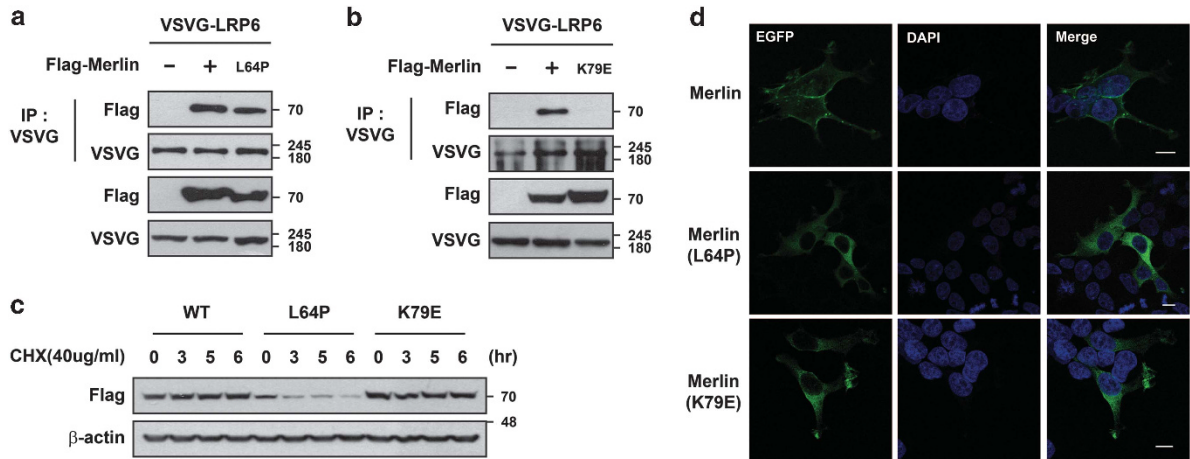 a
VSVG-LRP6
Flag-Merlin − + L64P
IP :
VSVG
Flag 70
VSVG 245
180
Flag 70
VSVG 245
180
b
VSVG-LRP6
Flag-Merlin − + K79E
IP :
VSVG
Flag 70
VSVG 245
180
Flag 70
VSVG 245
180
c
WT L64P K79E
CHX(40ug/ml) 0 3 5 6 0 3 5 6 0 3 5 6 (hr)
Flag 70
48
β-actin
d
EGFP DAPI Merge
Merlin
Merlin
(L64P)
Merlin
(K79E)